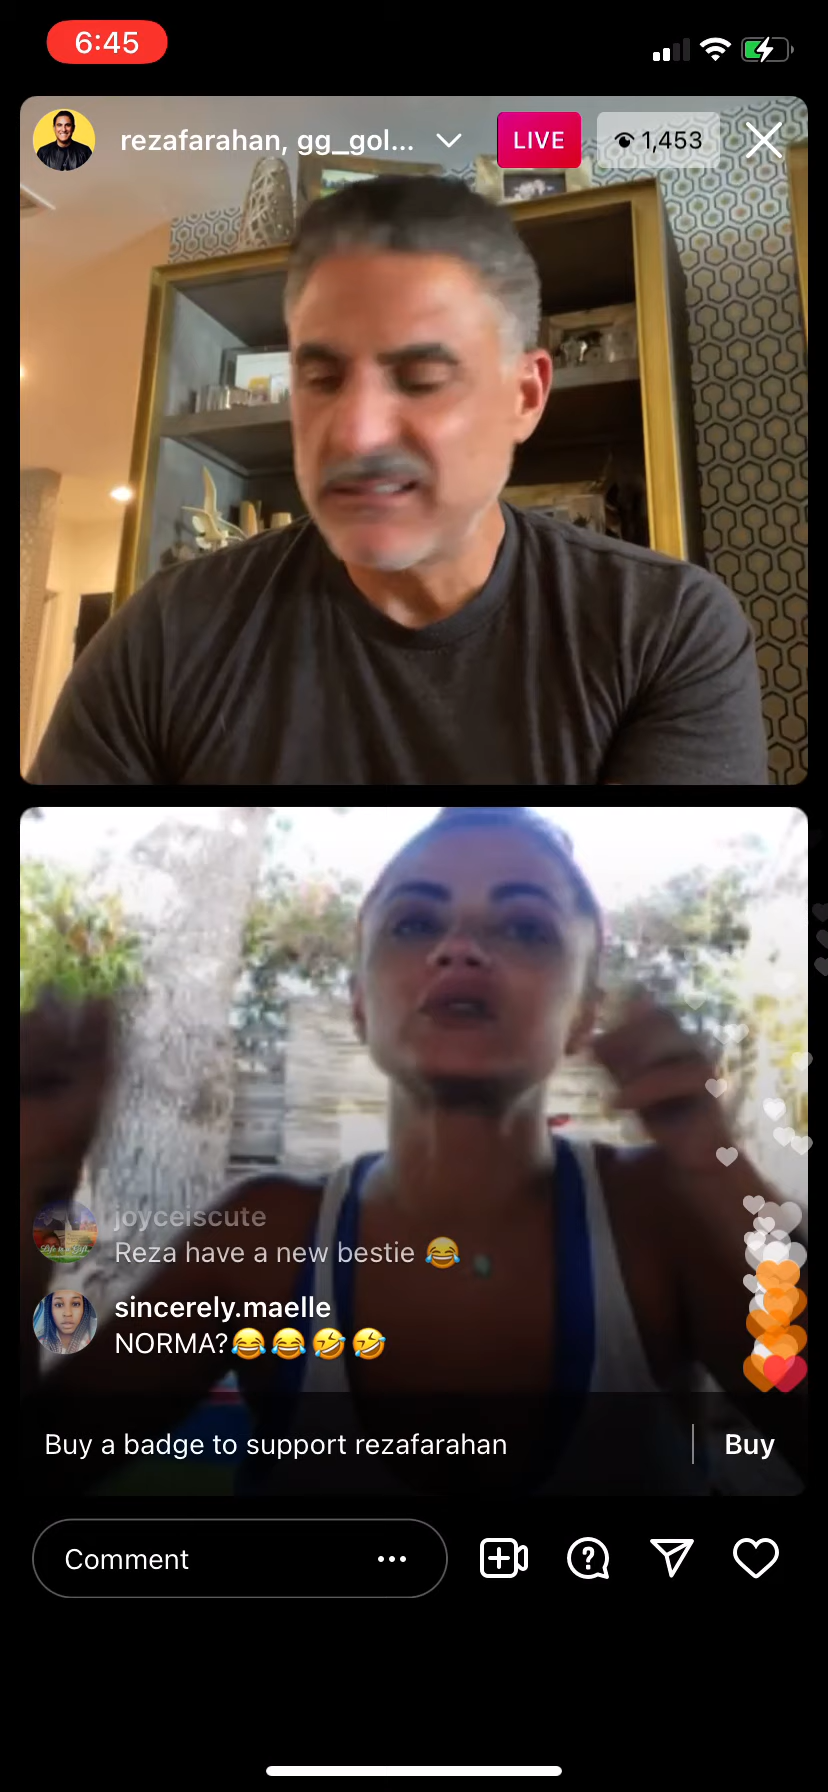 6:45
rezafarahan, gg_gol...
LIVE
1,453
joyceiscute
Reza have a new bestie 😂
sincerely.maelle
NORMA?😂😂🤣🤣
Buy a badge to support rezafarahan
Buy
Comment